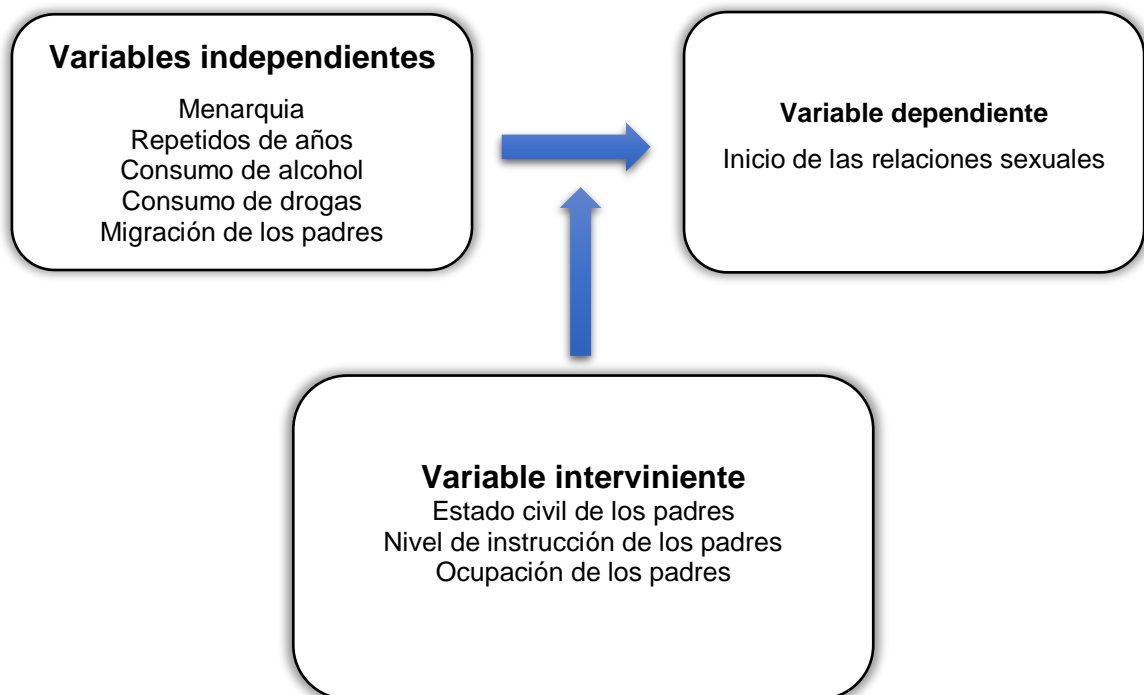 Variables independientes
Menarquia
Repetidos de años
Consumo de alcohol
Consumo de drogas
Migración de los padres
Variable dependiente
Inicio de las relaciones sexuales
Variable interviniente
Estado civil de los padres
Nivel de instrucción de los padres
Ocupación de los padres